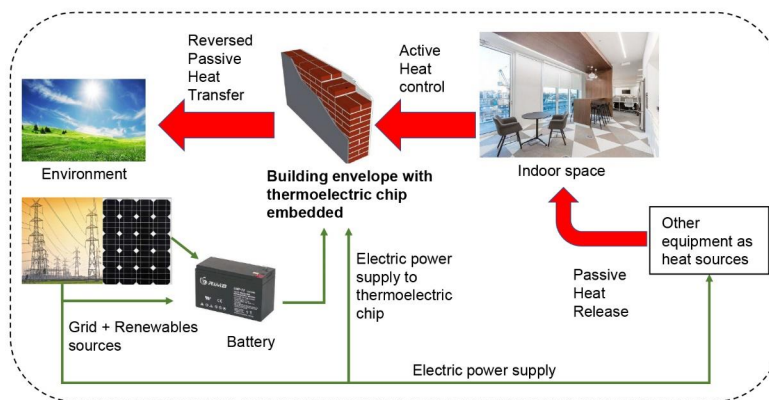 Reversed
Passive
Heat
Transfer
Active
Heat
control
Environment
Building envelope with
thermoelectric chip
embedded
Indoor space
Other
equipment as
heat sources
Electric power
supply to
thermoelectric
chip
Passive
Heat
Release
Grid + Renewables
sources
Battery
Electric power supply